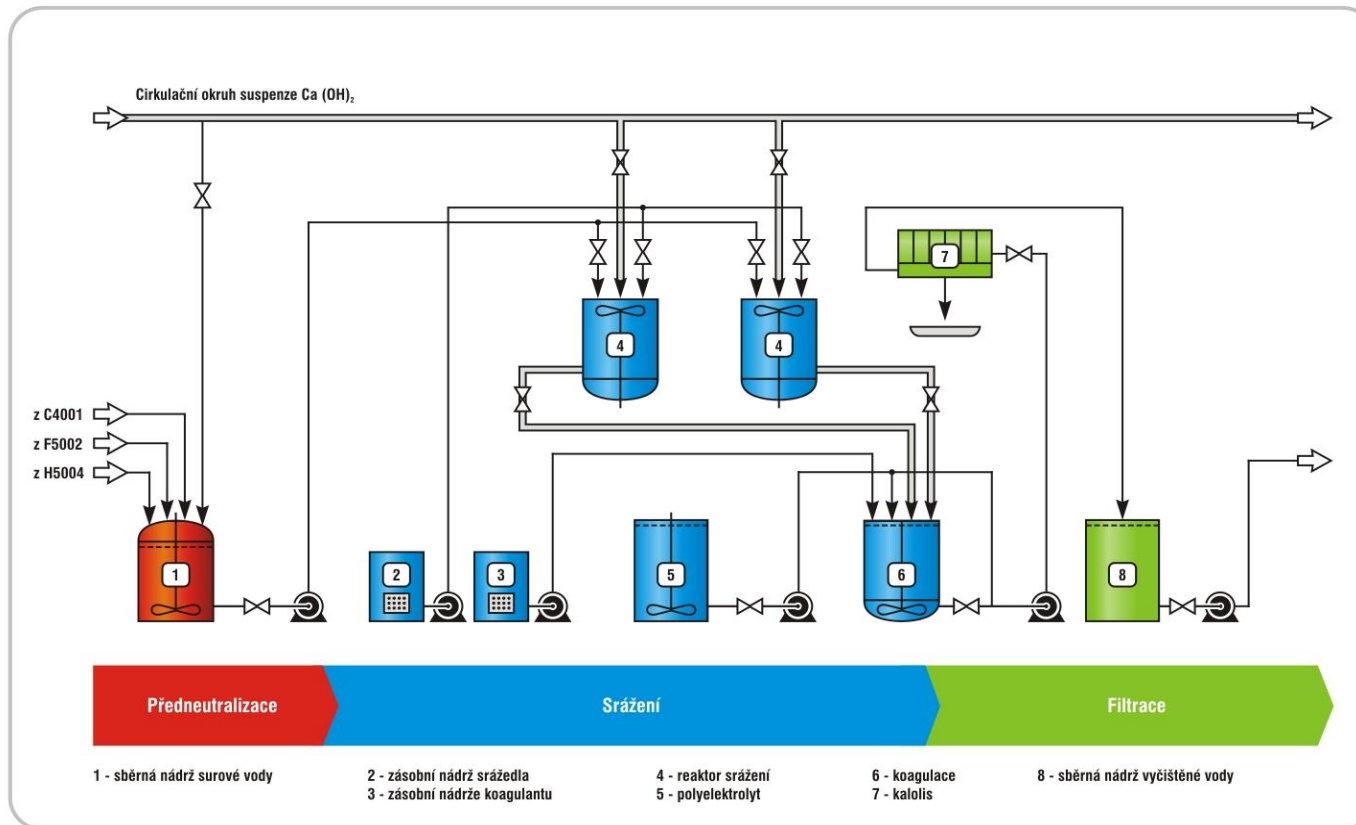 Cirkulační okruh suspenze Ca (OH)₂
7
4
4
z C4001
z F5002
z H5004
1
2
3
5
6
8
Předneutralizace
Srážení
Filtrace
1 - sběrná nádrž surové vody
2 - zásobní nádrž srážedla
3 - zásobní nádrže koagulantu
4 - reaktor srážení
5 - polyelektrolyt
6 - koagulace
7 - kalolis
8 - sběrná nádrž vyčištěné vody